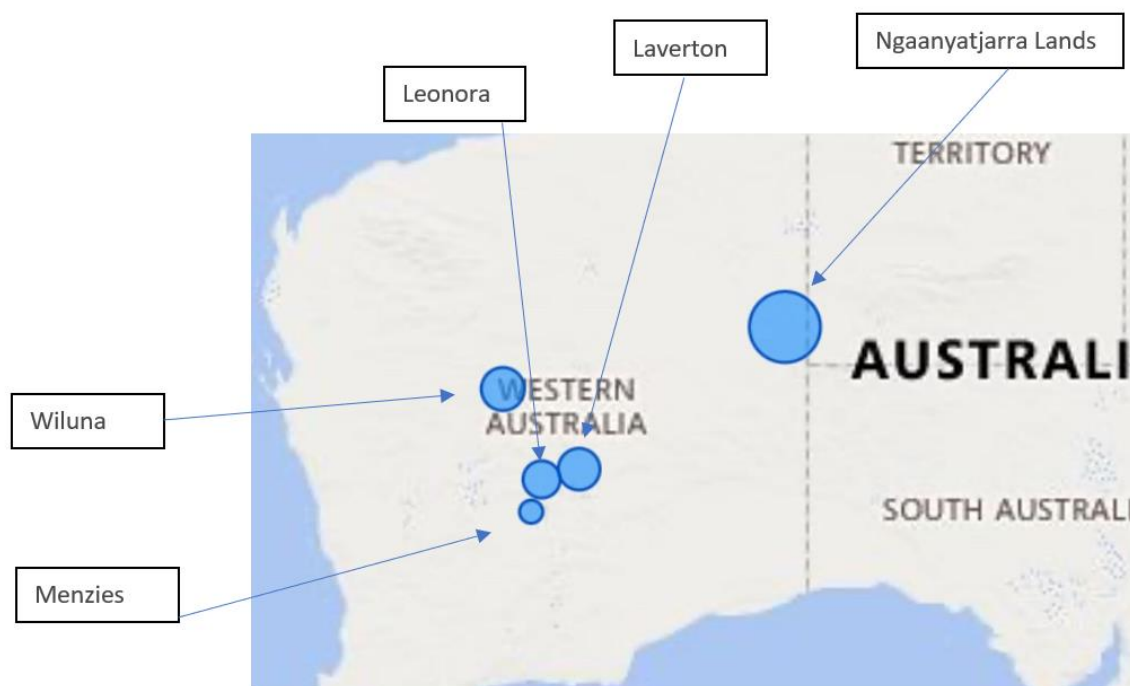 Ngaanyatjarra Lands
Laverton
Leonora
TERRITORY
AUSTRALI
WESTERN
AUSTRALIA
Wiluna
SOUTH AUSTRALI
Menzies